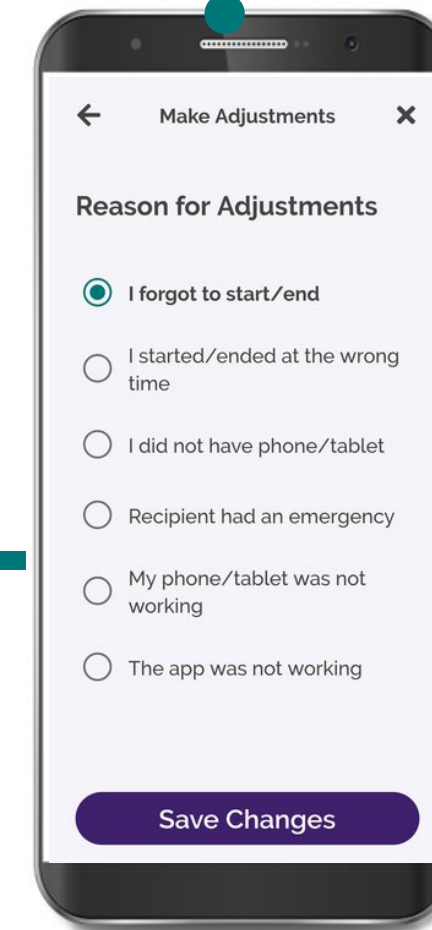 Make Adjustments
Reason for Adjustments
I forgot to start/end
I started/ended at the wrong
time
I did not have phone/tablet
Recipient had an emergency
My phone/tablet was not
working
The app was not working
Save Changes